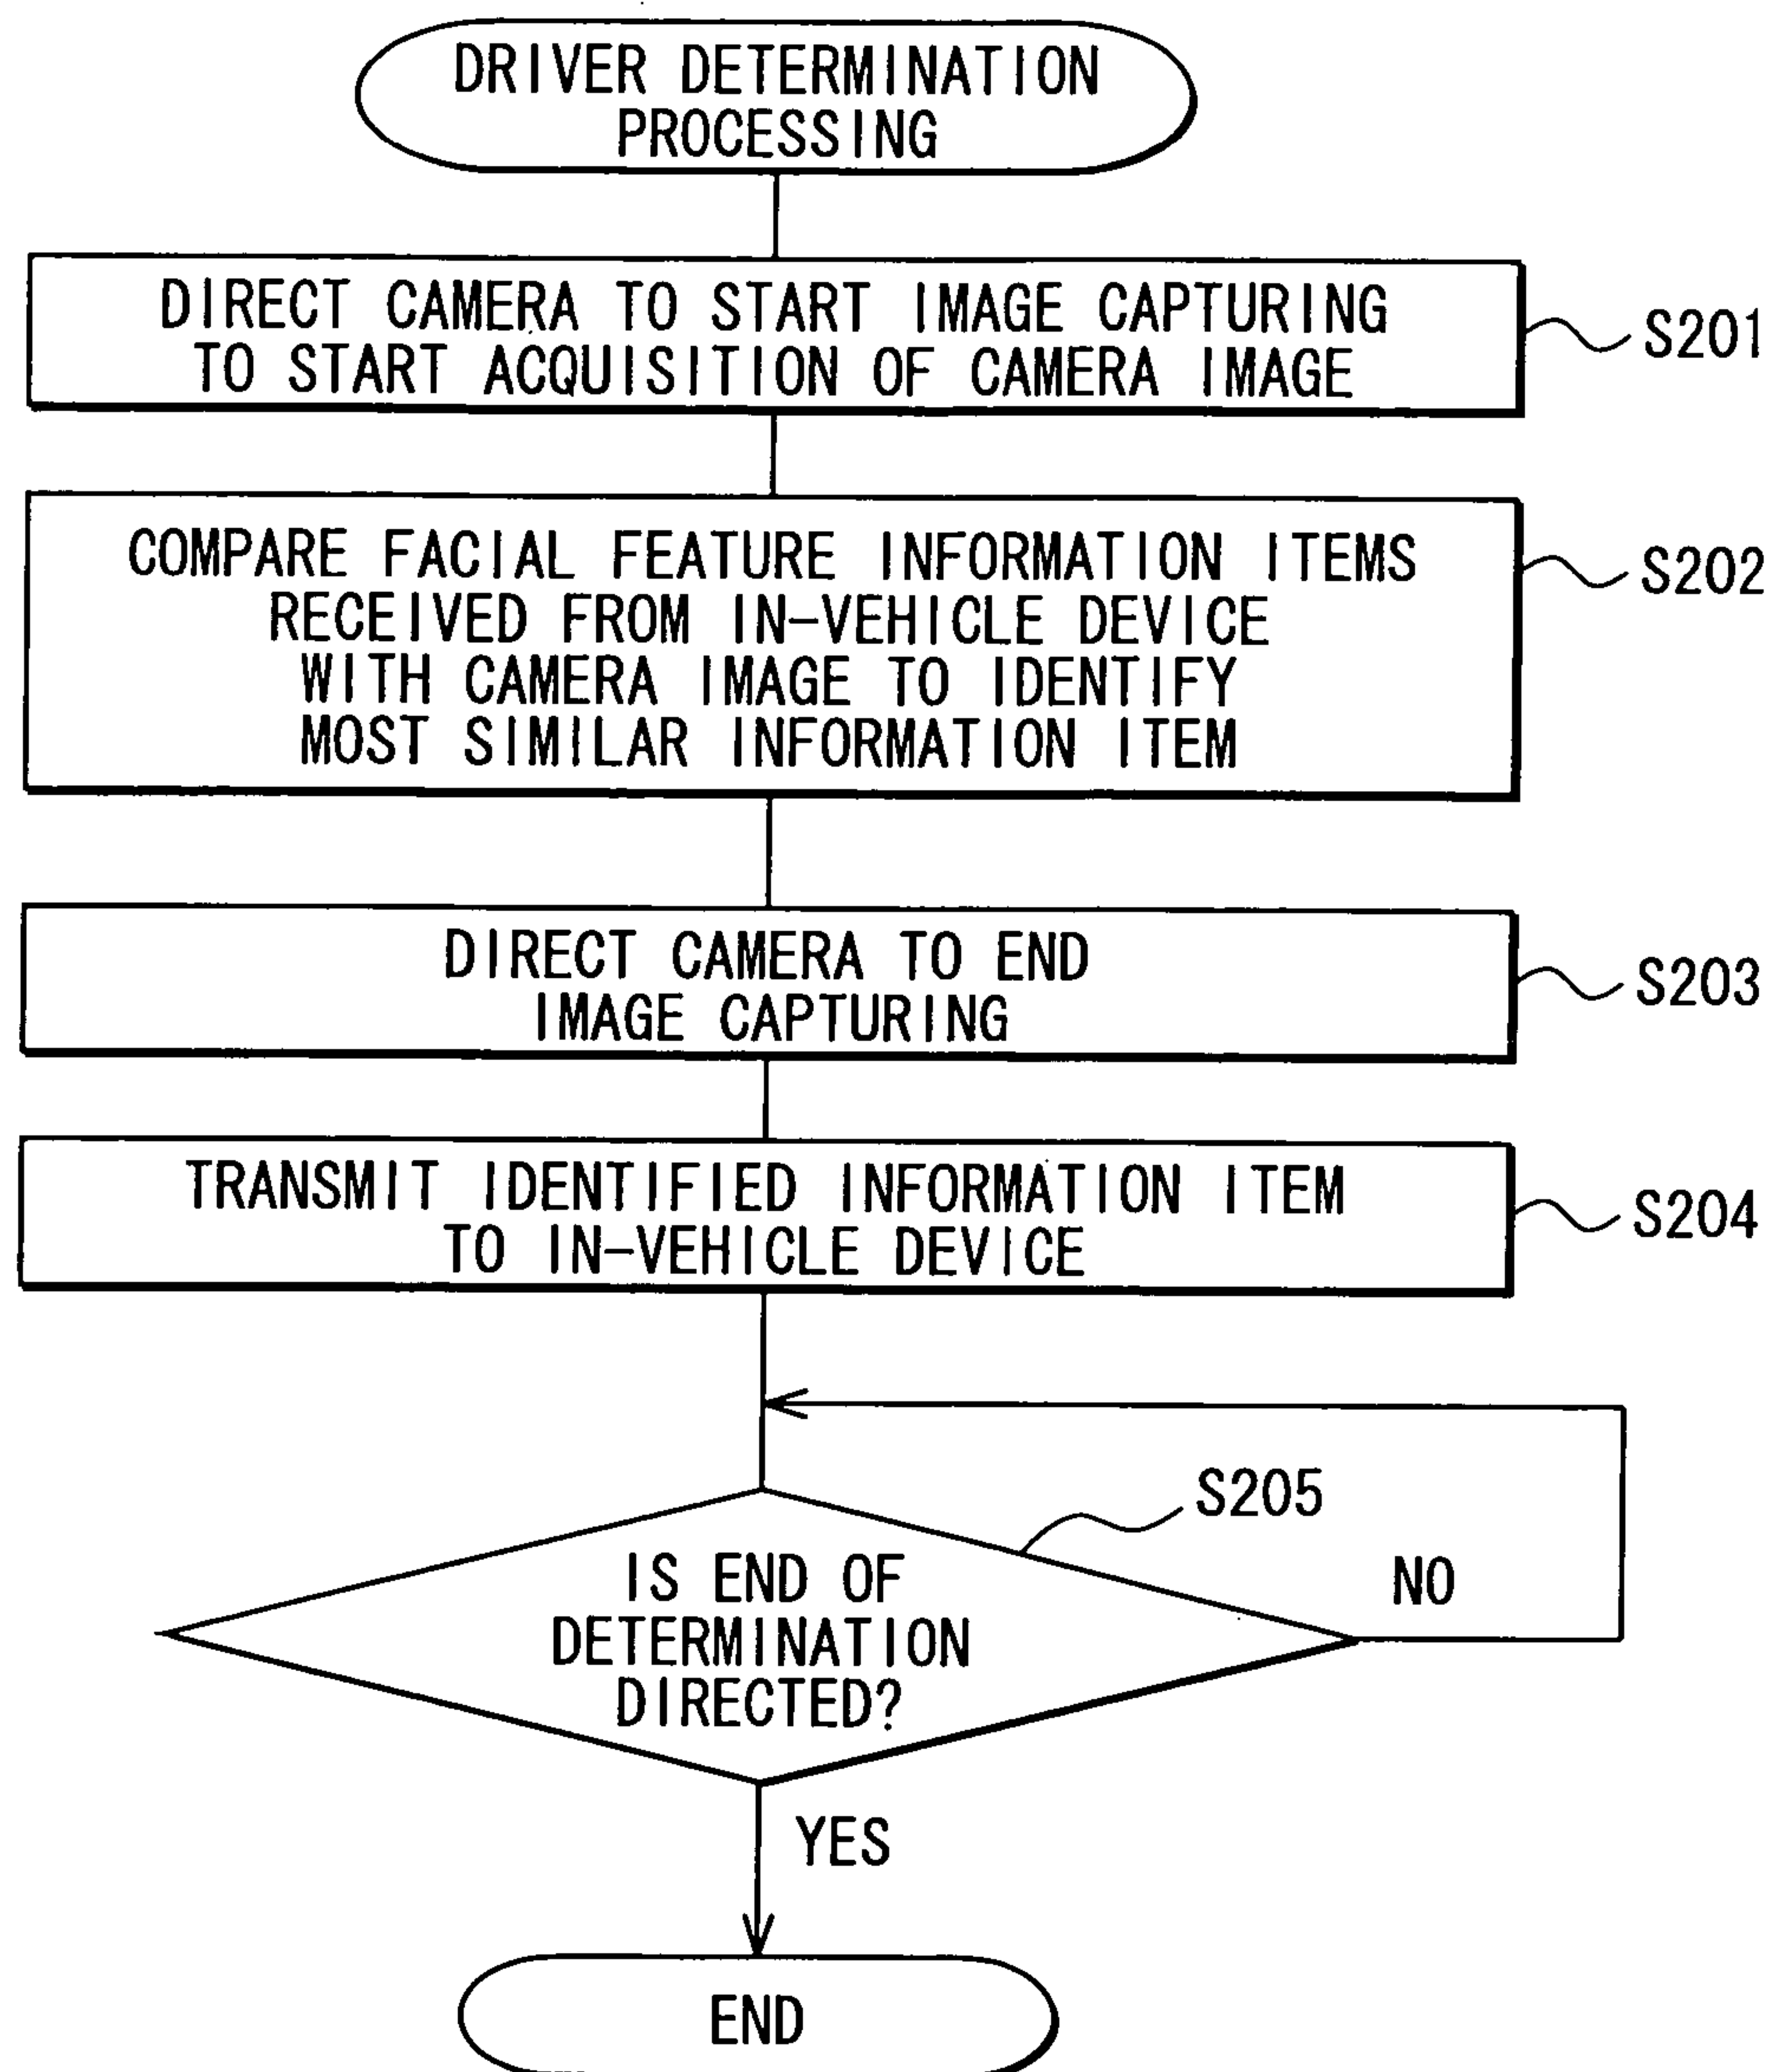 DRIVER DETERMINATION
PROCESSING
DIRECT CAMERA TO START IMAGE CAPTURING
TO START ACQUISITION OF CAMERA IMAGE
S201
COMPARE FACIAL FEATURE INFORMATION ITEMS
RECEIVED FROM IN-VEHICLE DEVICE
WITH CAMERA IMAGE TO IDENTIFY
MOST SIMILAR INFORMATION ITEM
S202
DIRECT CAMERA TO END
IMAGE CAPTURING
S203
TRANSMIT IDENTIFIED INFORMATION ITEM
TO IN-VEHICLE DEVICE
S204
S205
IS END OF
DETERMINATION
DIRECTED?
NO
YES
END